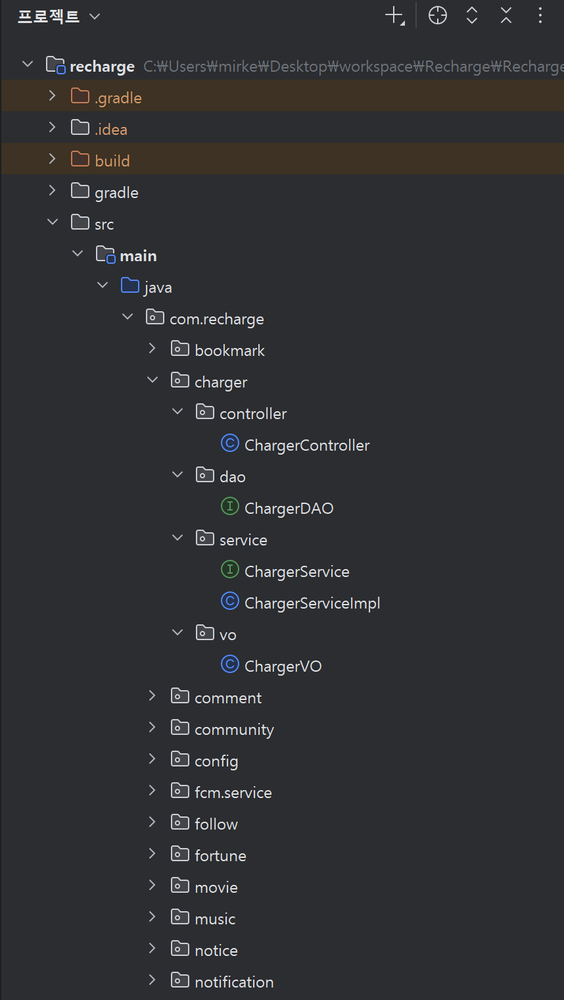 프로젝트
recharge C:₩Users₩mirke₩Desktop₩workspace₩Recharge₩Recharge
.gradle
.idea
build
gradle
src
main
java
com.recharge
bookmark
charger
controller
ChargerController
dao
ChargerDAO
service
ChargerService
ChargerServiceImpl
vo
ChargerVO
comment
community
config
fcm.service
follow
fortune
movie
music
notice
notification